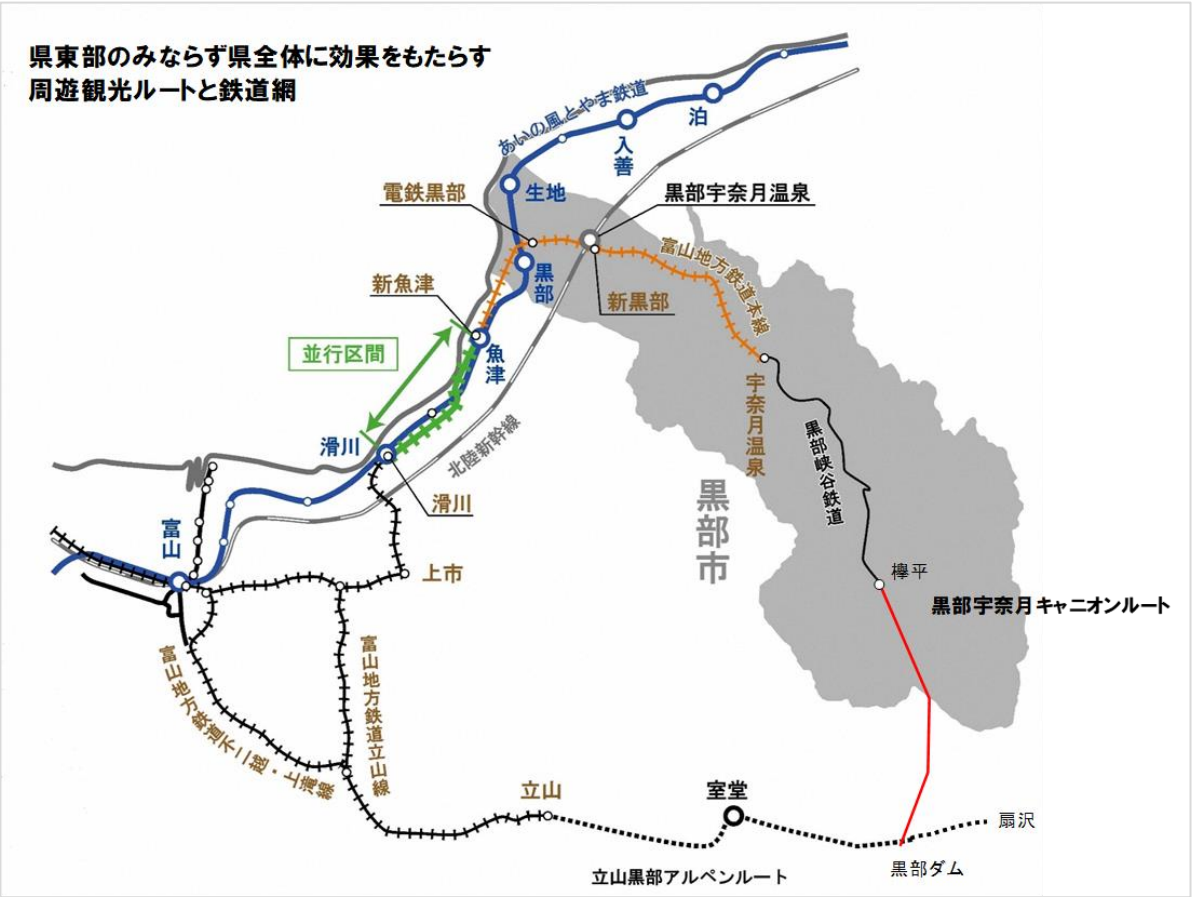 県東部のみならず県全体に効果をもたらす
周遊観光ルートと鉄道網
あいの風とやま鉄道
泊
入善
生地
電鉄黒部
黒部宇奈月温泉
富山地方鉄道本線
黒部
新魚津
新黒部
並行区間
魚津
宇奈月温泉
滑川
北陸新幹線
黒部峡谷鉄道
滑川
黒部市
富山
上市
欅平
黒部宇奈月キャニオンルート
富山地方鉄道不二越・上滝線
富山地方鉄道立山線
立山
室堂
扇沢
立山黒部アルペンルート
黒部ダム